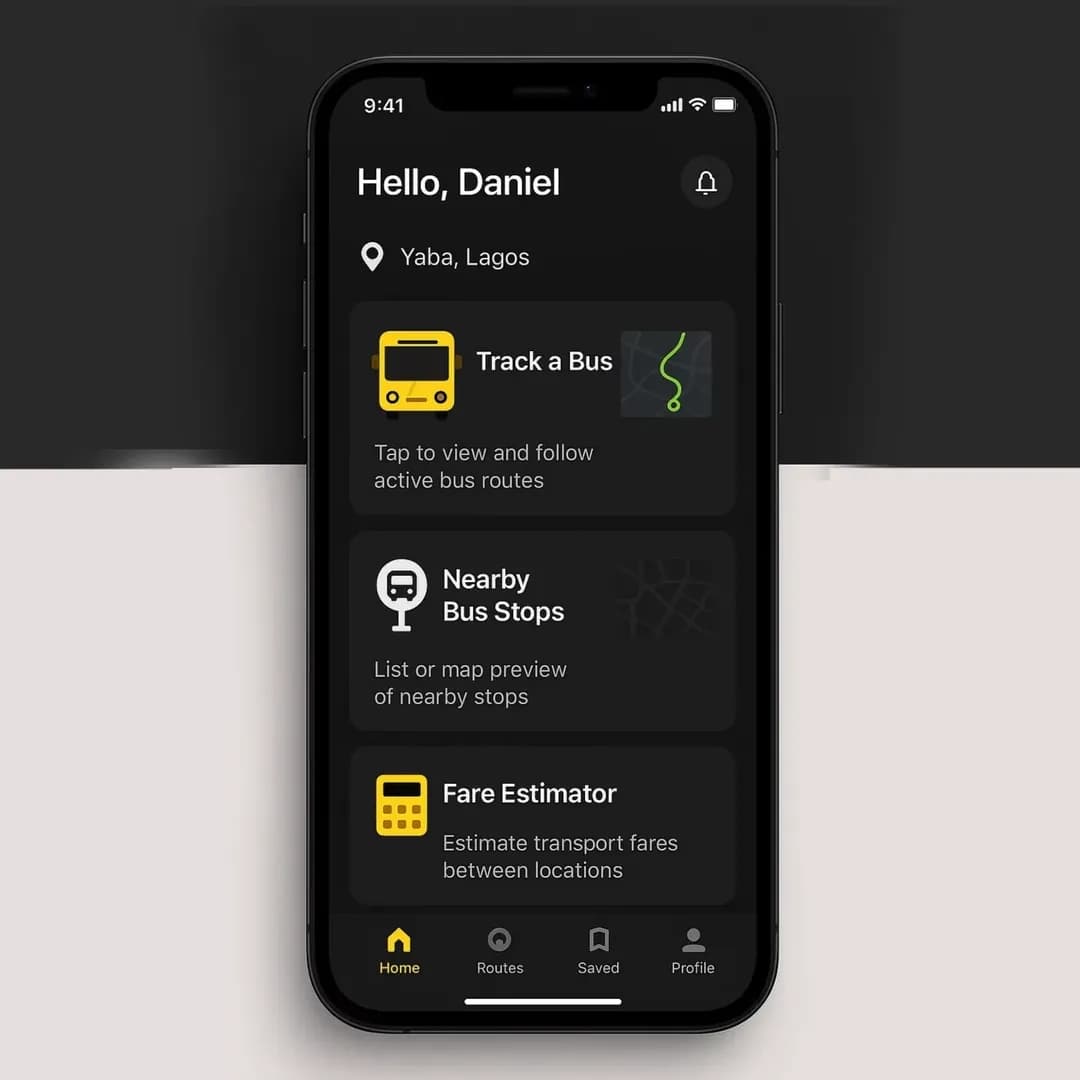 9:41
Hello, Daniel
Yaba, Lagos
Track a Bus
Tap to view and follow
active bus routes
Nearby
Bus Stops
List or map preview
of nearby stops
Fare Estimator
Estimate transport fares
between locations
Home
Routes
Saved
Profile